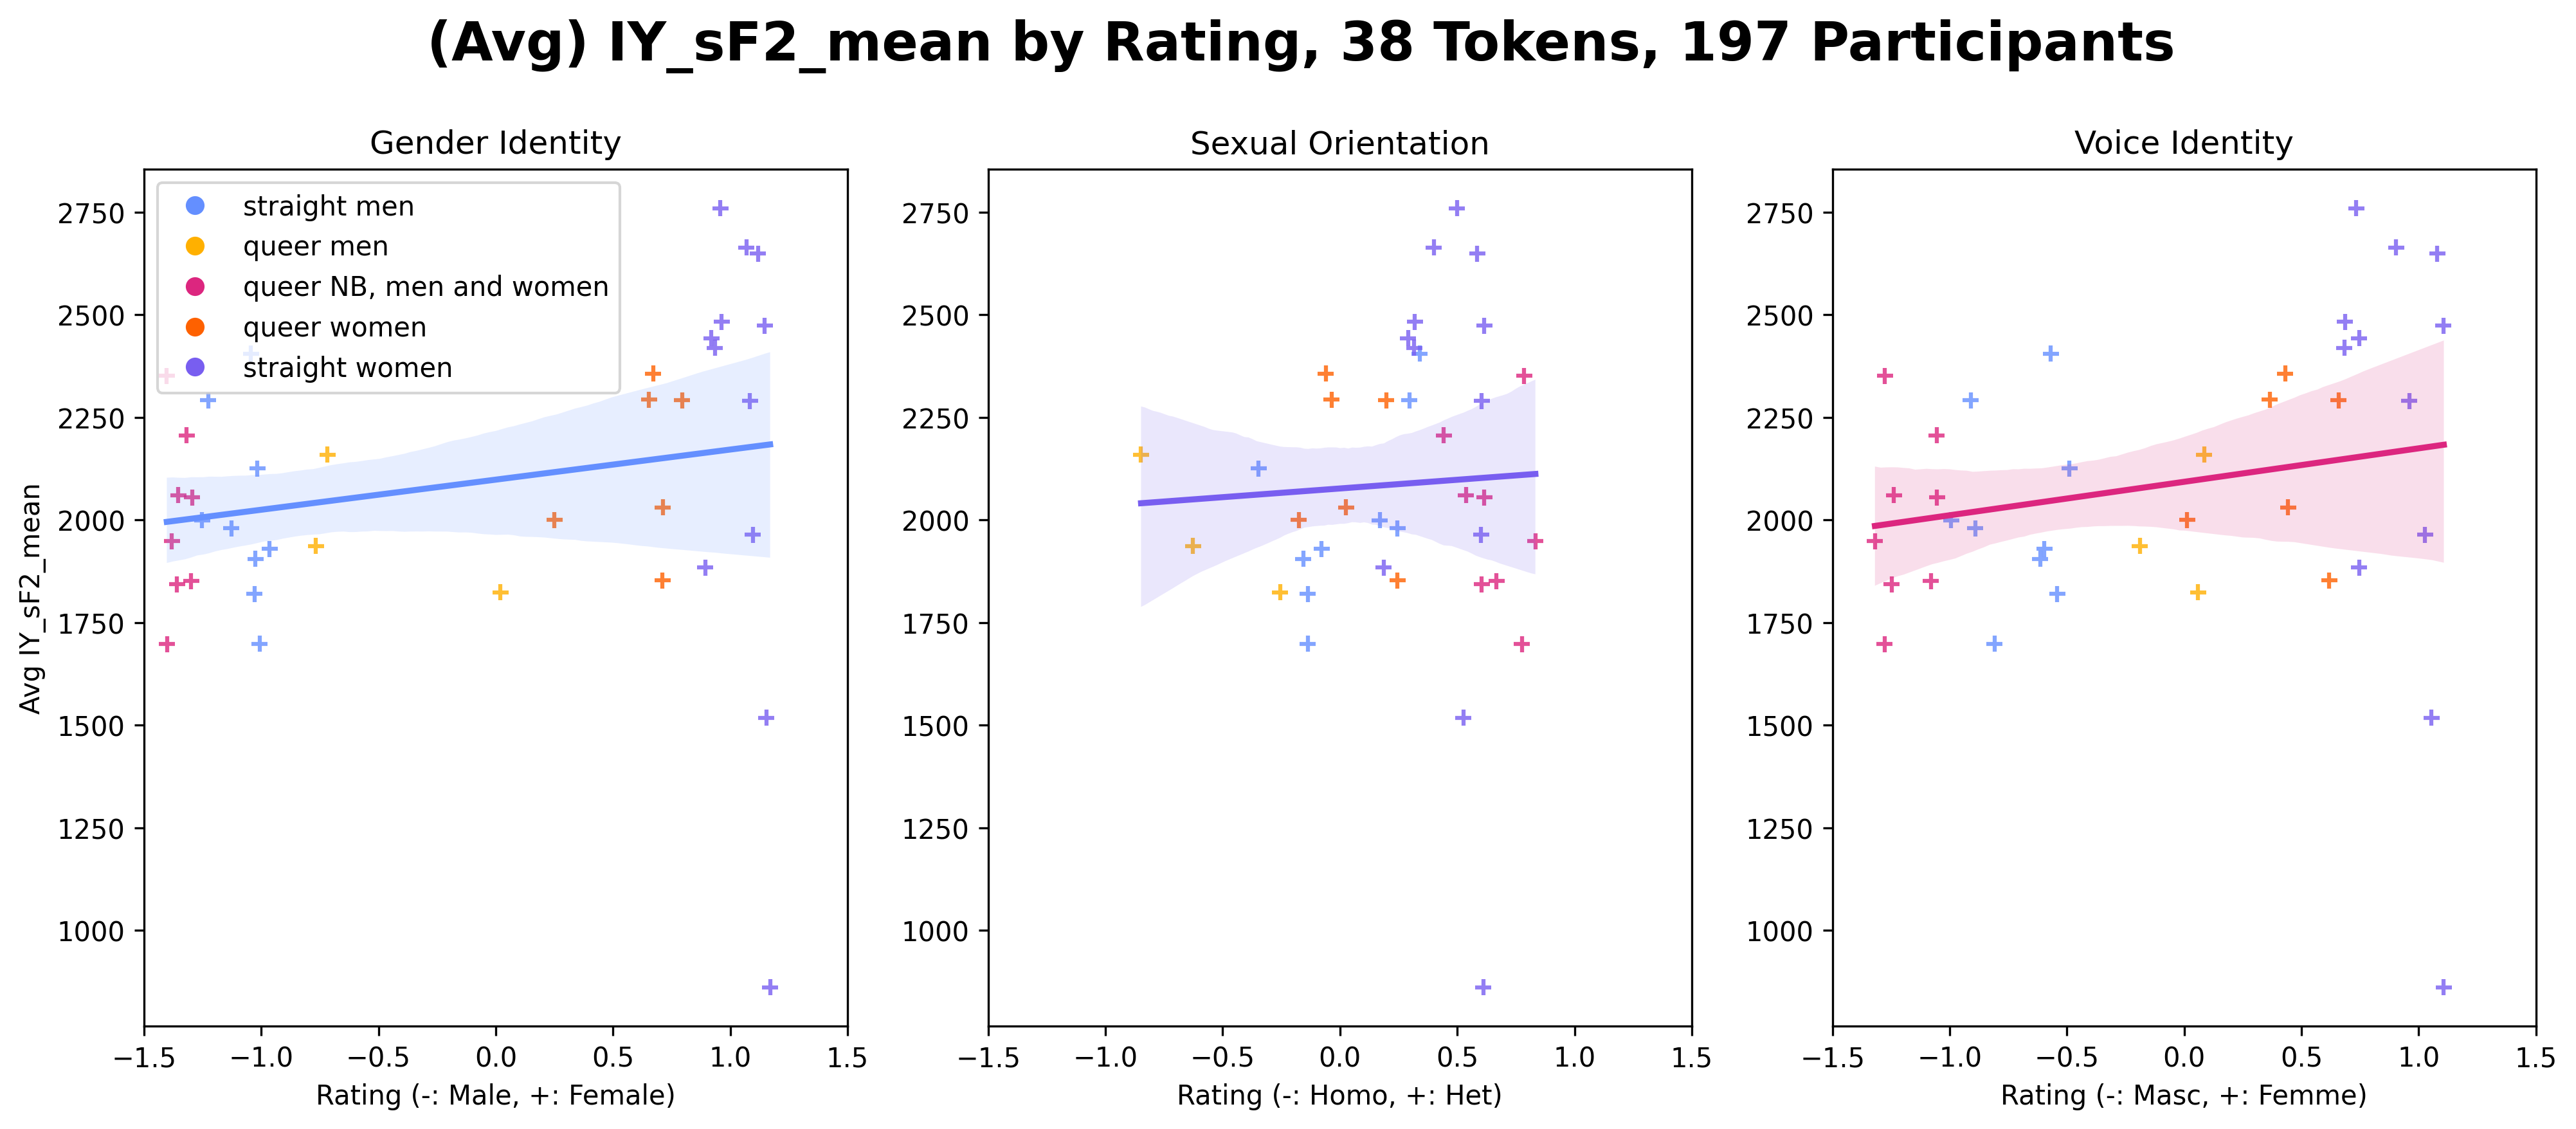 (Avg) IY_sF2_mean by Rating, 38 Tokens, 197 Participants
Gender Identity
straight men
queer men
queer NB, men and women
queer women
straight women
Avg IY_sF2_mean
2750
2500
2250
2000
1750
1500
1250
1000
−1.5 −1.0 −0.5 0.0 0.5 1.0 1.5
Rating (-: Male, +: Female)
Sexual Orientation
2750
2500
2250
2000
1750
1500
1250
1000
−1.5 −1.0 −0.5 0.0 0.5 1.0 1.5
Rating (-: Homo, +: Het)
Voice Identity
2750
2500
2250
2000
1750
1500
1250
1000
−1.5 −1.0 −0.5 0.0 0.5 1.0 1.5
Rating (-: Masc, +: Femme)